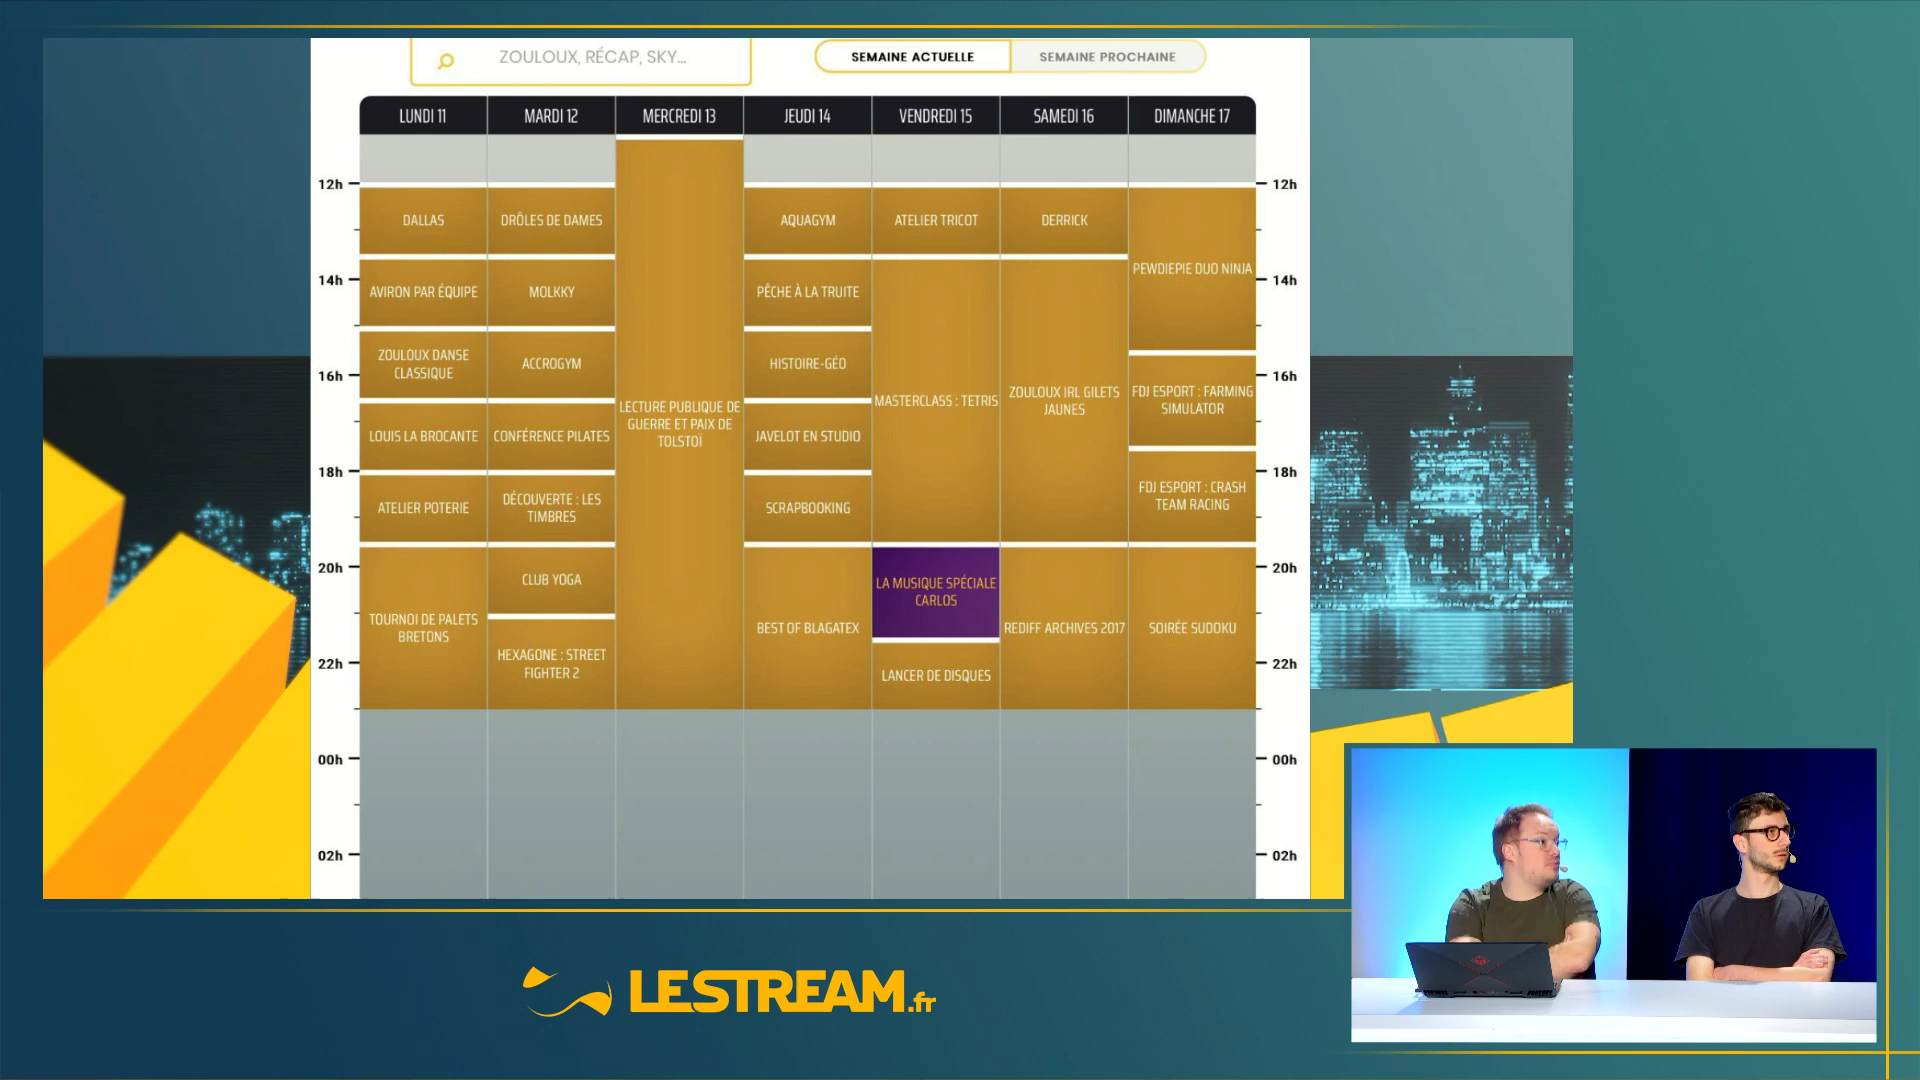 ZOULOUX, RÉCAP, SKY...
SEMAINE ACTUELLE
SEMAINE PROCHAINE
LUNDI 11
MARDI 12
MERCREDI 13
JEUDI 14
VENDREDI 15
SAMEDI 16
DIMANCHE 17
12h
12h
DALLAS
DRÔLES DE DAMES
AQUAGYM
ATELIER TRICOT
DERRICK
PEWDIEPIE DUO NINJA
14h
14h
AVIRON PAR ÉQUIPE
MOLKKY
PÊCHE À LA TRUITE
ZOULOUX DANSE
CLASSIQUE
ACCROGYM
HISTOIRE-GÉO
16h
16h
LECTURE PUBLIQUE DE
GUERRE ET PAIX DE
TOLSTOÏ
MASTERCLASS : TETRIS
ZOULOUX IRL GILETS
JAUNES
FDJ ESPORT : FARMING
SIMULATOR
LOUIS LA BROCANTE
CONFÉRENCE PILATES
JAVELOT EN STUDIO
18h
18h
ATELIER POTERIE
DÉCOUVERTE : LES
TIMBRES
SCRAPBOOKING
FDJ ESPORT : CRASH
TEAM RACING
20h
20h
TOURNOI DE PALETS
BRETONS
CLUB YOGA
BEST OF BLAGATEX
LA MUSIQUE SPÉCIALE
CARLOS
REDIFF ARCHIVES 2017
SOIRÉE SUDOKU
22h
22h
HEXAGONE : STREET
FIGHTER 2
LANCER DE DISQUES
00h
00h
02h
02h
LESTREAM.fr